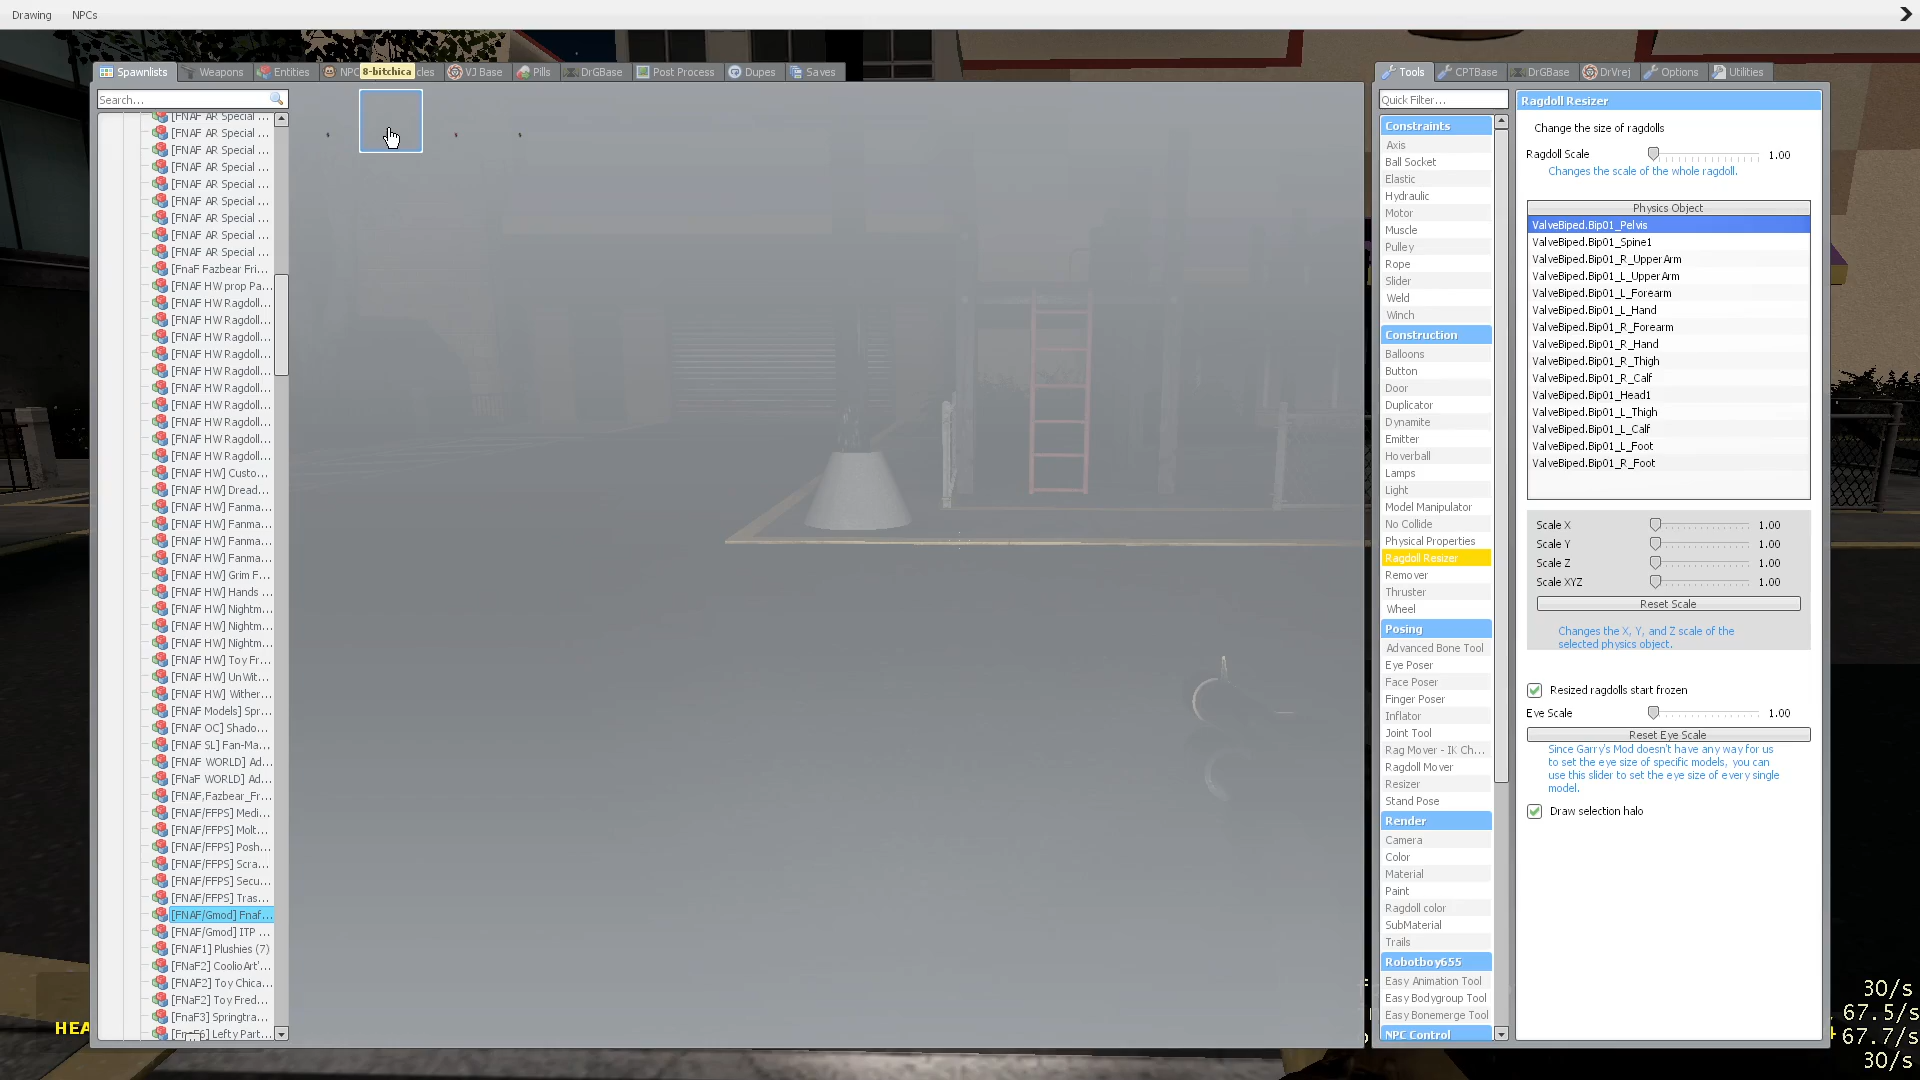 Drawing NPCs
Spawnlists Weapons Entities NPC 8-bitchica cles VJ Base Pills DrGBase Post Process Dupes Saves
Search...
[FNAF AR Special ...
[FNAF AR Special ...
[FNAF AR Special ...
[FNAF AR Special ...
[FNAF AR Special ...
[FNAF AR Special ...
[FNAF AR Special ...
[FNAF AR Special ...
[FNAF AR Special ...
[FnaF Fazbear Fri...
[FNAF HW prop Pa...
[FNAF HW Ragdoll...
[FNAF HW Ragdoll...
[FNAF HW Ragdoll...
[FNAF HW Ragdoll...
[FNAF HW Ragdoll...
[FNAF HW Ragdoll...
[FNAF HW Ragdoll...
[FNAF HW Ragdoll...
[FNAF HW Ragdoll...
[FNAF HW Ragdoll...
[FNAF HW] Custo...
[FNAF HW] Dread...
[FNAF HW] Fanma...
[FNAF HW] Fanma...
[FNAF HW] Fanma...
[FNAF HW] Fanma...
[FNAF HW] Grim F...
[FNAF HW] Hands ...
[FNAF HW] Nightm...
[FNAF HW] Nightm...
[FNAF HW] Nightm...
[FNAF HW] Toy Fr...
[FNAF HW] UnWit...
[FNAF HW] Wither...
[FNAF Models] Spr...
[FNAF OC] Shado...
[FNAF SL] Fan-Ma...
[FNAF WORLD] Ad...
[FNaF WORLD] Ad...
[FNAF,Fazbear_Fr...
[FNAF/FFPS] Medi...
[FNAF/FFPS] Molt...
[FNAF/FFPS] Posh...
[FNAF/FFPS] Scra...
[FNAF/FFPS] Secu...
[FNAF/FFPS] Tras...
[FNAF/Gmod] Fnaf...
[FNAF/Gmod] ITP ...
[FNAF1] Plushies (7)
[FNaF2] CoolioArt'...
[FNAF2] Toy Chica...
[FNaF2] Toy Fred...
[FnaF3] Springtra...
[FnaF6] Lefty Part...
HEA
Tools CPTBase DrGBase DrVrej Options Utilities
Quick Filter...
Constraints
Axis
Ball Socket
Elastic
Hydraulic
Motor
Muscle
Pulley
Rope
Slider
Weld
Winch
Construction
Balloons
Button
Door
Duplicator
Dynamite
Emitter
Hoverball
Lamps
Light
Model Manipulator
No Collide
Physical Properties
Ragdoll Resizer
Remover
Thruster
Wheel
Posing
Advanced Bone Tool
Eye Poser
Face Poser
Finger Poser
Inflator
Joint Tool
Rag Mover - IK Ch...
Ragdoll Mover
Resizer
Stand Pose
Render
Camera
Color
Material
Paint
Ragdoll color
SubMaterial
Trails
Robotboy655
Easy Animation Tool
Easy Bodygroup Tool
Easy Bonemerge Tool
NPC Control
Ragdoll Resizer
Change the size of ragdolls
Ragdoll Scale 1.00
Changes the scale of the whole ragdoll.
Physics Object
ValveBiped.Bip01_Pelvis
ValveBiped.Bip01_Spine1
ValveBiped.Bip01_R_UpperArm
ValveBiped.Bip01_L_UpperArm
ValveBiped.Bip01_L_Forearm
ValveBiped.Bip01_L_Hand
ValveBiped.Bip01_R_Forearm
ValveBiped.Bip01_R_Hand
ValveBiped.Bip01_R_Thigh
ValveBiped.Bip01_R_Calf
ValveBiped.Bip01_Head1
ValveBiped.Bip01_L_Thigh
ValveBiped.Bip01_L_Calf
ValveBiped.Bip01_L_Foot
ValveBiped.Bip01_R_Foot
Scale X 1.00
Scale Y 1.00
Scale Z 1.00
Scale XYZ 1.00
Reset Scale
Changes the X, Y, and Z scale of the
selected physics object.
Resized ragdolls start frozen
Eye Scale 1.00
Reset Eye Scale
Since Garry's Mod doesn't have any way for us
to set the eye size of specific models, you can
use this slider to set the eye size of every single
model.
Draw selection halo
30/s
67.5/s
67.7/s
30/s